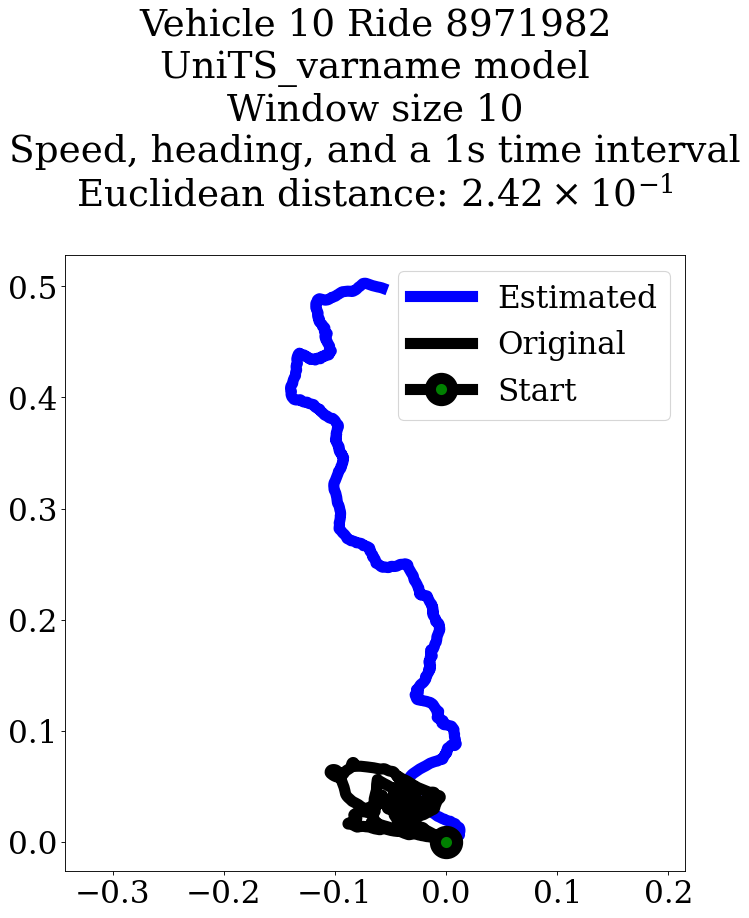 Vehicle 10 Ride 8971982
UniTS_varname model
Window size 10
Speed, heading, and a 1s time interval
Euclidean distance: 2.42 × 10⁻¹
Estimated
Original
Start
0.5
0.4
0.3
0.2
0.1
0.0
−0.3 −0.2 −0.1 0.0 0.1 0.2